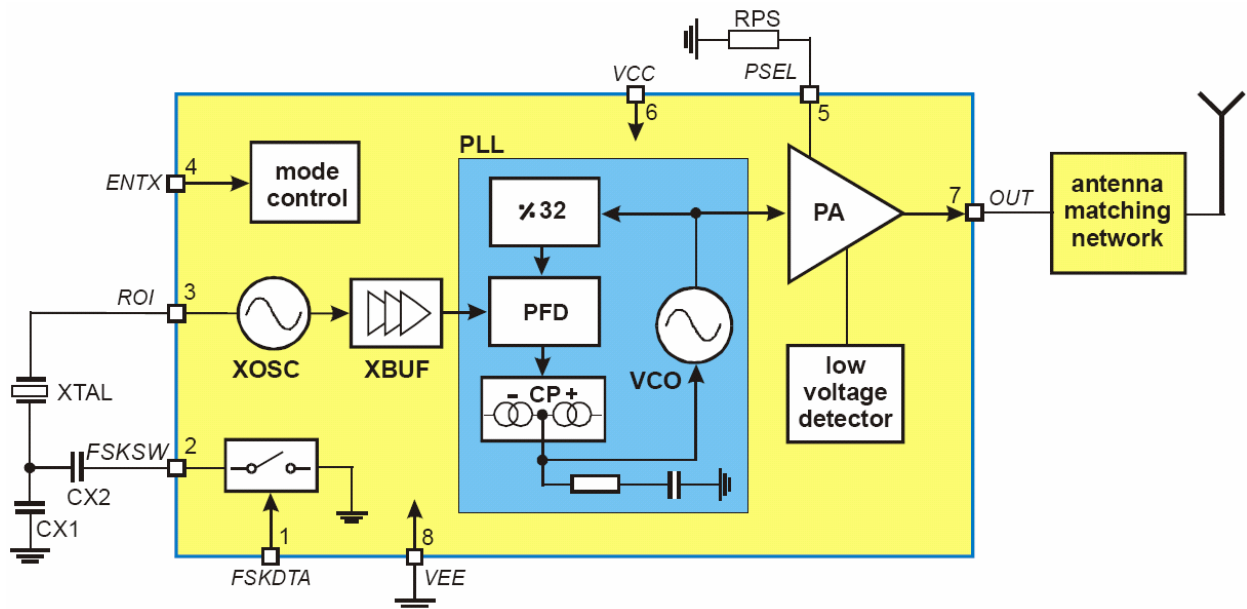 RPS
VCC
PSEL
6
5
PLL
4
ENTX
mode
control
٪ 32
PA
7
OUT
antenna
matching
network
ROI
3
PFD
XOSC
XBUF
VCO
low
voltage
detector
XTAL
- CP +
FSKSW
2
CX2
CX1
1
8
FSKDTA
VEE